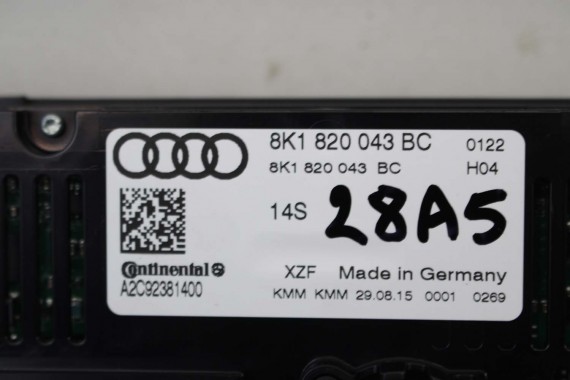 8K1 820 043 BC 0122
8K1 820 043 BC H04
14S 28A5
Continental
XZF Made in Germany
A2C92381400
KMM KMM 29.08.15 0001 0269